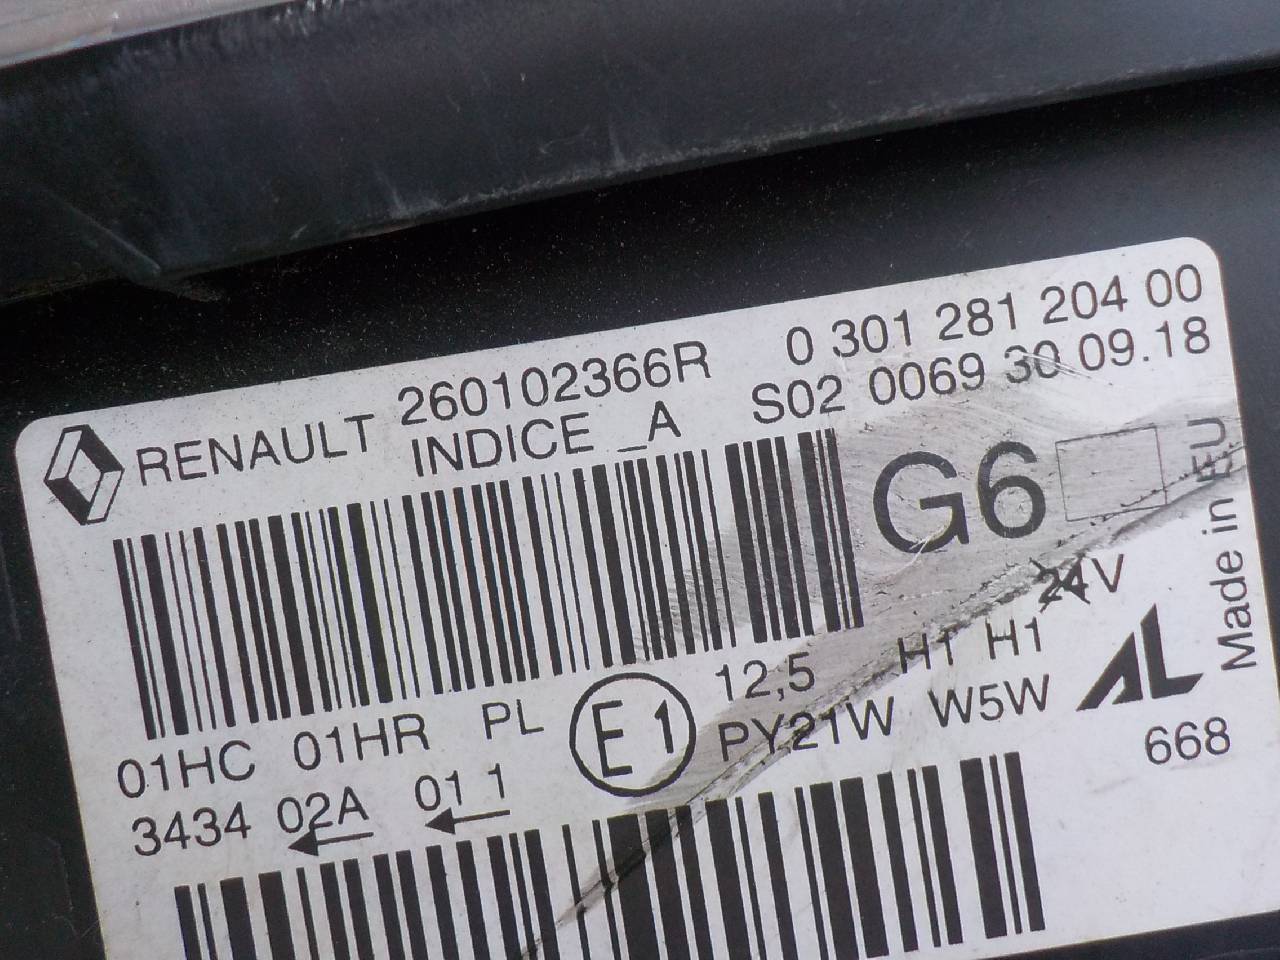 RENAULT 260102366R 0 301 281 204 00
INDICE _A S02 0069 30 09.18
G6
Made in EU
24V
12,5 H1 H1
01HC 01HR PL E1 PY21W W5W AL
3434 02A 01 1 668